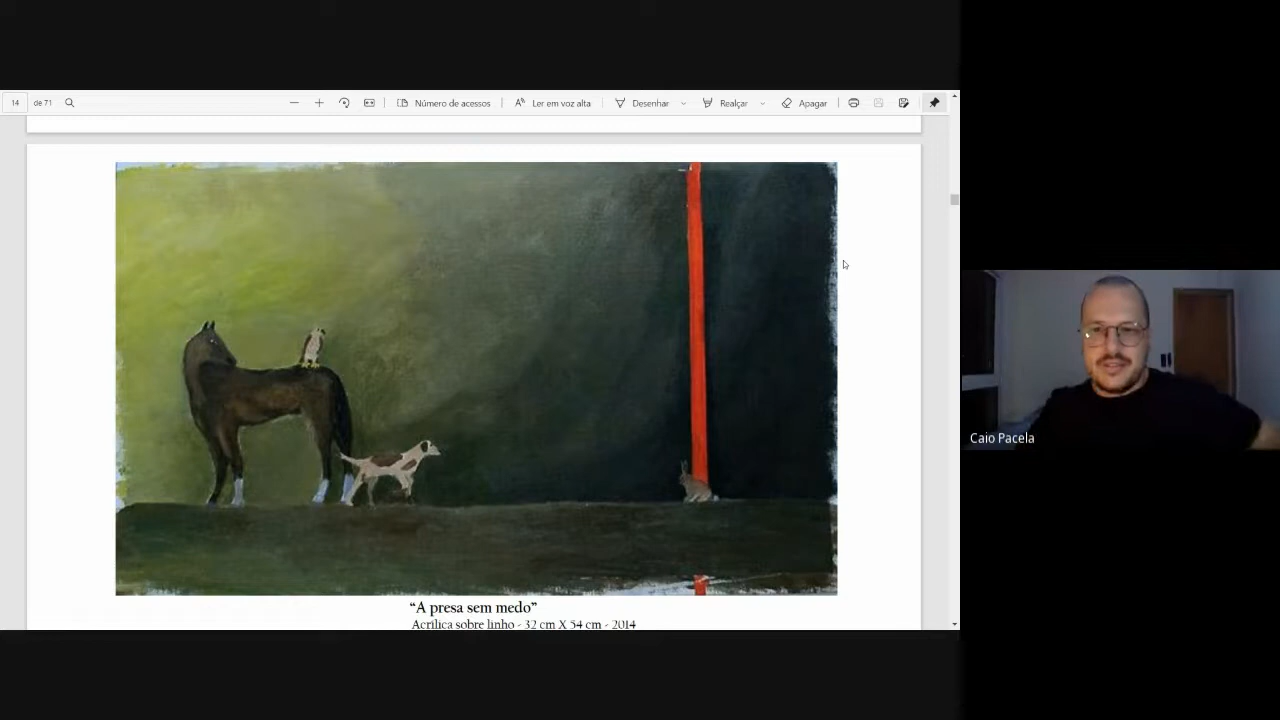 14 de 71
Número de acessos
Ler em voz alta
Desenhar
Realçar
Apagar
“A presa sem medo”
Acrílica sobre linho - 32 cm X 54 cm - 2014
Caio Pacela